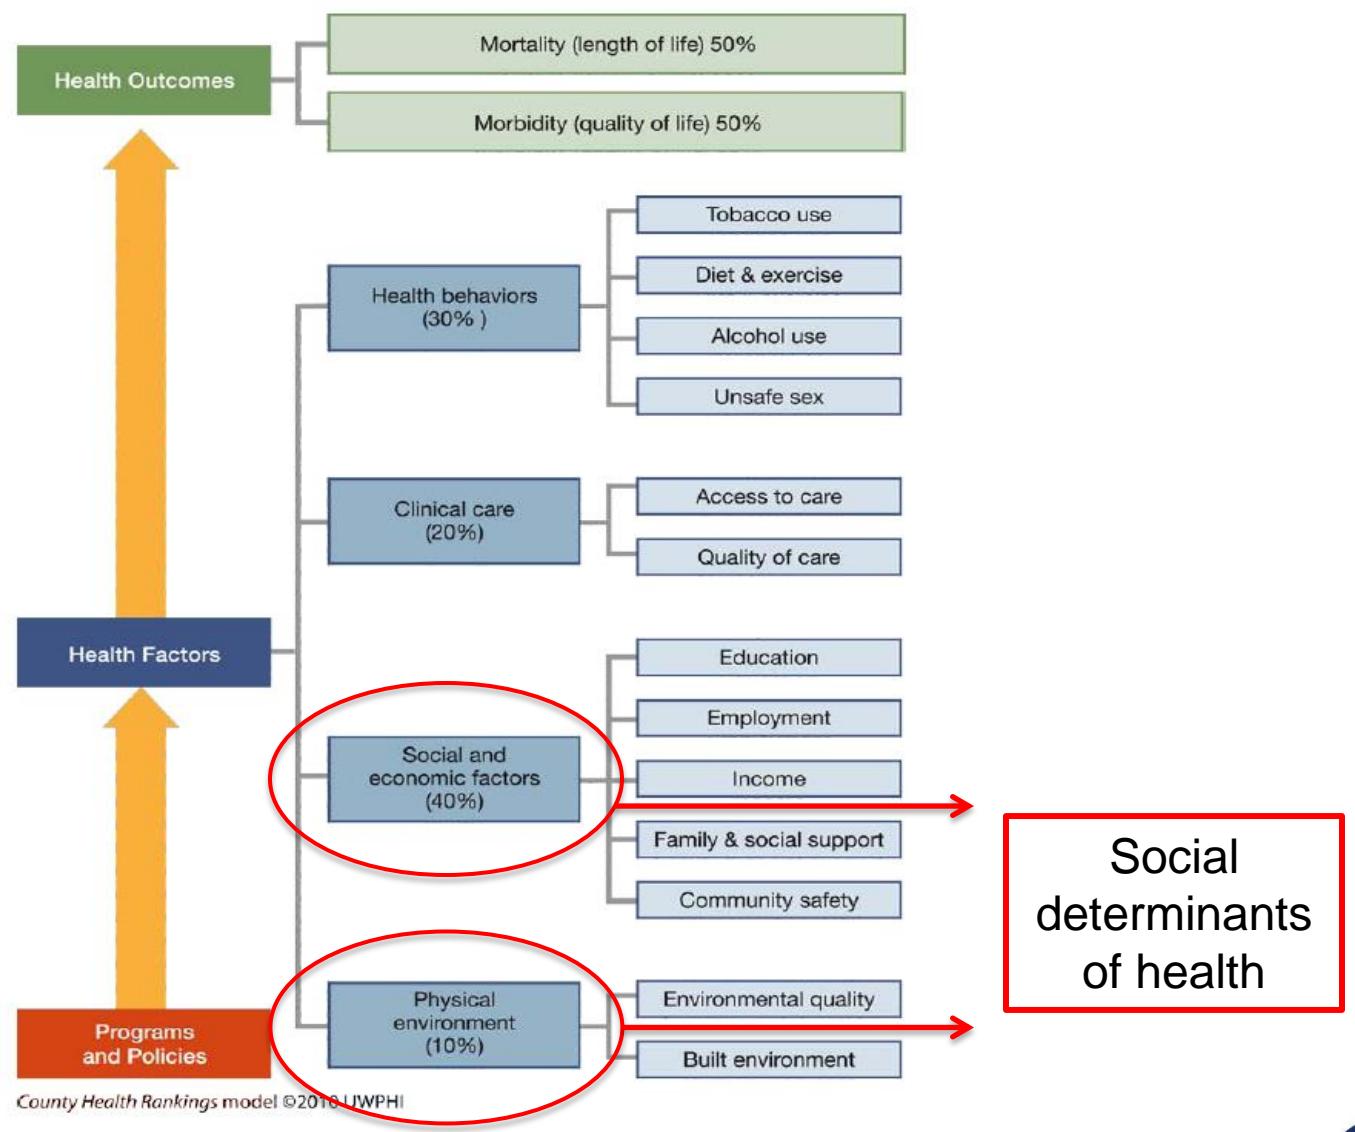 Health Outcomes
Mortality (length of life) 50%
Morbidity (quality of life) 50%
Health Factors
Health behaviors
(30% )
Tobacco use
Diet & exercise
Alcohol use
Unsafe sex
Clinical care
(20%)
Access to care
Quality of care
Social and
economic factors
(40%)
Education
Employment
Income
Family & social support
Community safety
Physical
environment
(10%)
Environmental quality
Built environment
Programs
and Policies
Social
determinants
of health
County Health Rankings model ©2010 UWPHI